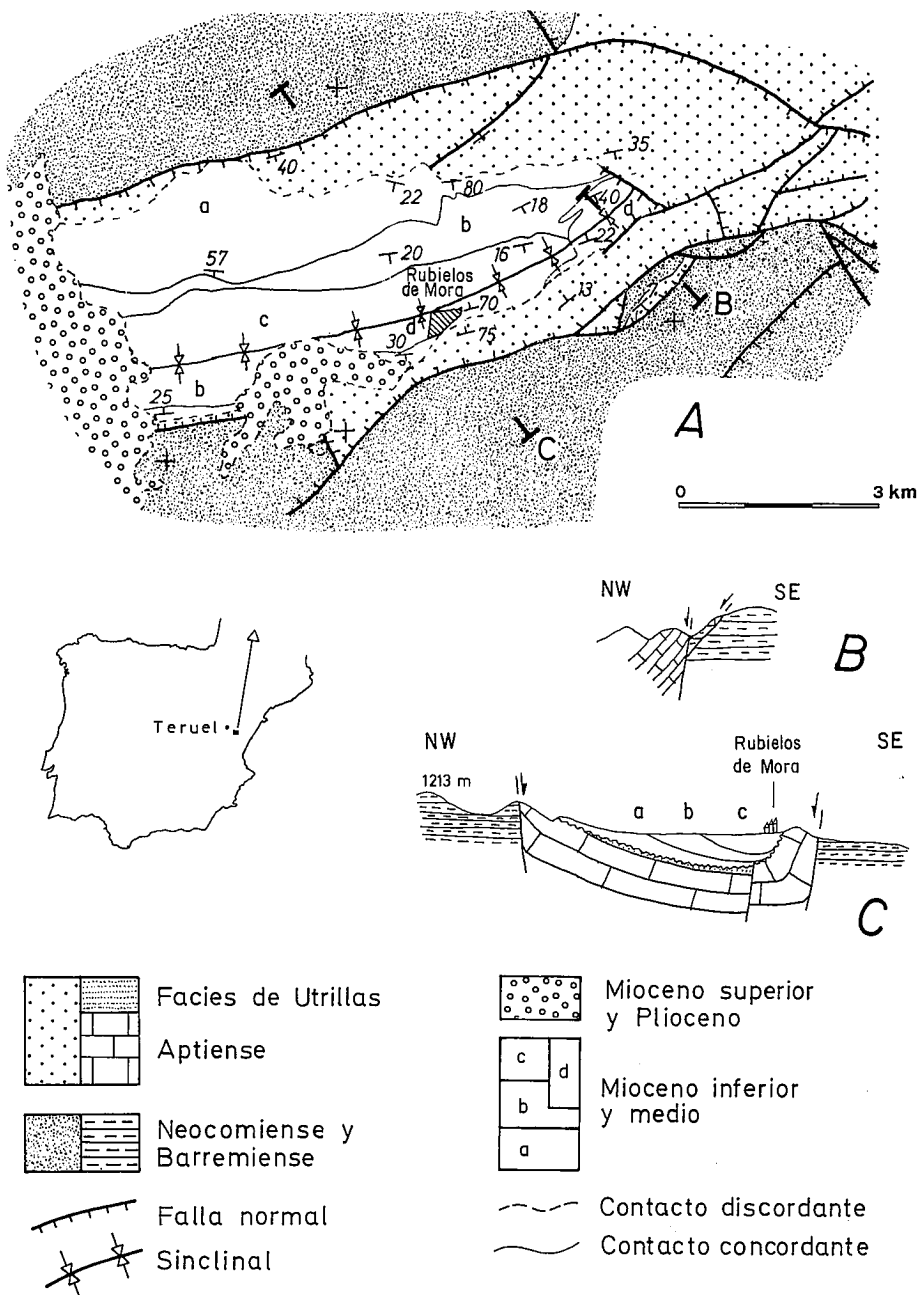 40
a
22
80
35
18
b
40
d
57
20
16
22
Rubielos
de Mora
13
c
70
d
75
30
B
b
25
7
C
A
0
3 km
NW
SE
B
Teruel
NW
Rubielos
de Mora
SE
1213 m
a
b
c
C
Facies de Utrillas
Aptiense
Neocomiense y
Barremiense
Falla normal
Sinclinal
Mioceno superior
y Plioceno
c
d
b
a
Mioceno inferior
y medio
Contacto discordante
Contacto concordante